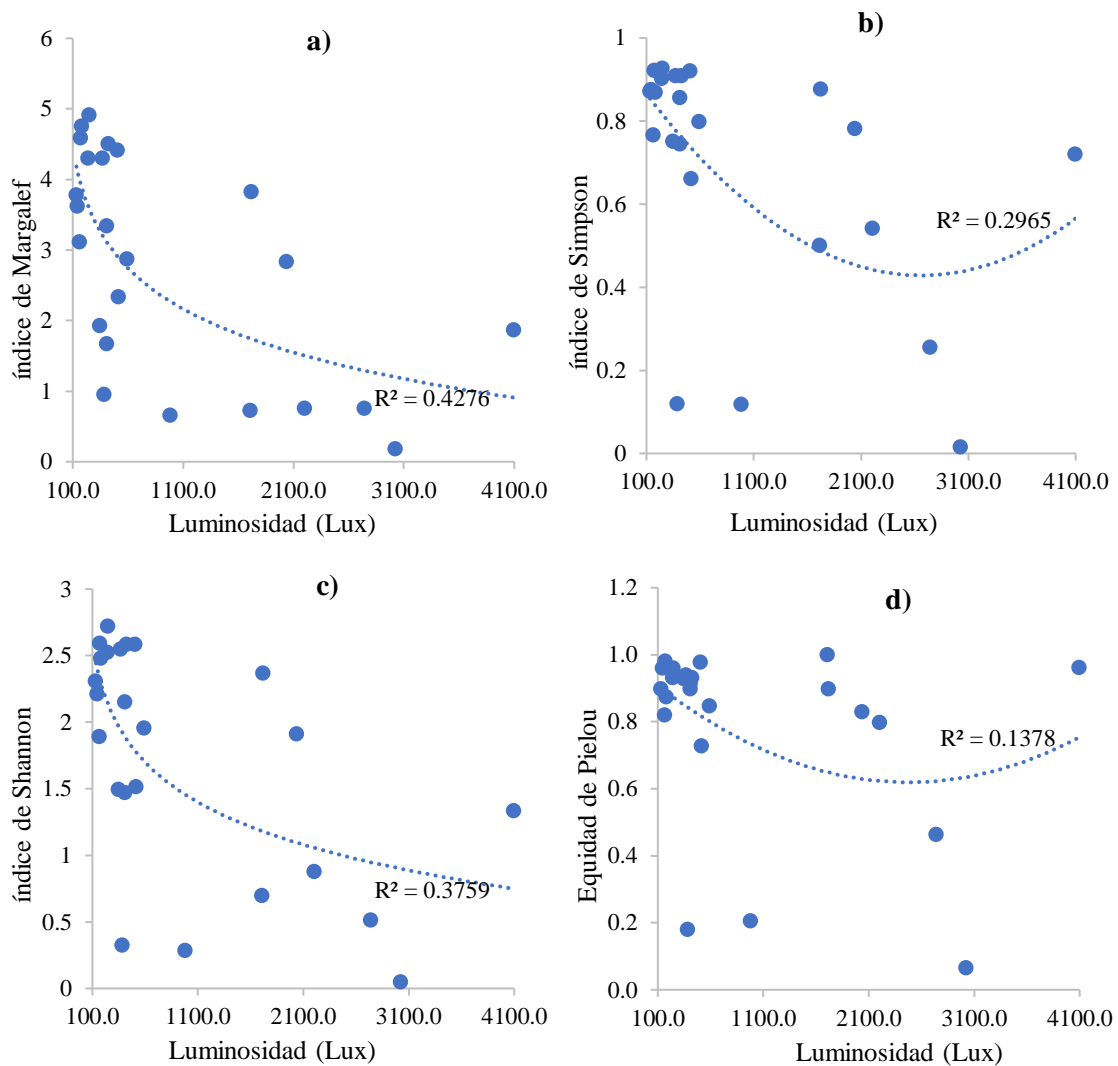 a)
índice de Margalef
6
5
4
3
2
1
0
R² = 0.4276
100.0 1100.0 2100.0 3100.0 4100.0
Luminosidad (Lux)
b)
índice de Simpson
1
0.8
0.6
0.4
0.2
0
R² = 0.2965
100.0 1100.0 2100.0 3100.0 4100.0
Luminosidad (Lux)
c)
índice de Shannon
3
2.5
2
1.5
1
0.5
0
R² = 0.3759
100.0 1100.0 2100.0 3100.0 4100.0
Luminosidad (Lux)
d)
Equidad de Pielou
1.2
1.0
0.8
0.6
0.4
0.2
0.0
R² = 0.1378
100.0 1100.0 2100.0 3100.0 4100.0
Luminosidad (Lux)